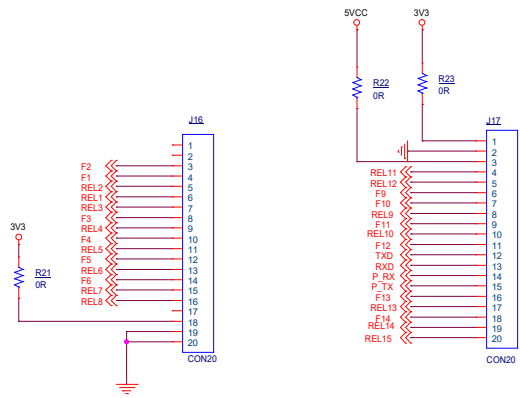 5VCC
3V3
R22
0R
R23
0R
J16
J17
1
2
F2 3
F1 4
REL2 5
REL1 6
REL3 7
F3 8
REL4 9
F4 10
REL5 11
F5 12
REL6 13
F6 14
REL7 15
REL8 16
17
18
19
20
CON20
3V3
R21
0R
1
2
3
REL11 4
REL12 5
F9 6
F10 7
REL9 8
F11 9
REL10 10
F12 11
TXD 12
RXD 13
P_RX 14
P_TX 15
F13 16
REL13 17
F14 18
REL14 19
REL15 20
CON20